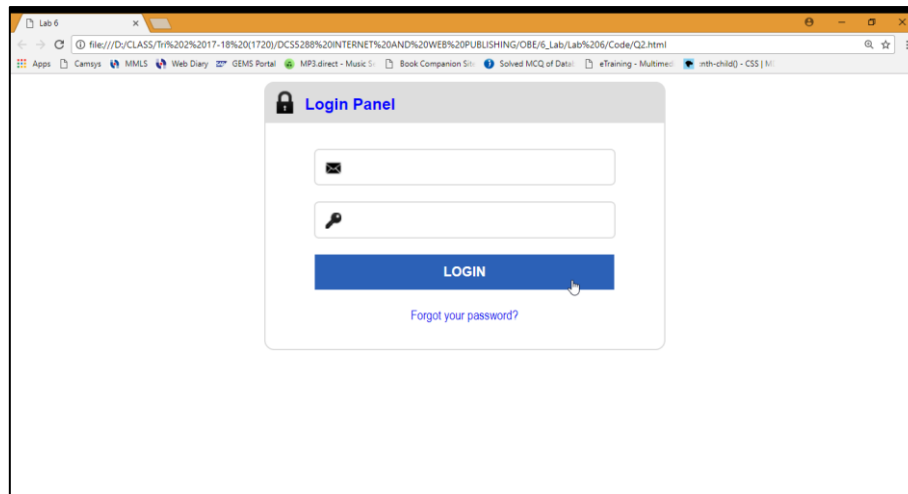 Lab 6
file:///D:/CLASS/Tri%202%2017-18%20(1720)/DCS5288%20INTERNET%20AND%20WEB%20PUBLISHING/OBE/6_Lab/Lab%206/Code/Q2.html
Apps Camsys MMLS Web Diary GEMS Portal MP3.direct - Music Book Companion Sit Solved MCQ of Data eTraining - Multimed :nth-child() - CSS | M
Login Panel
LOGIN
Forgot your password?